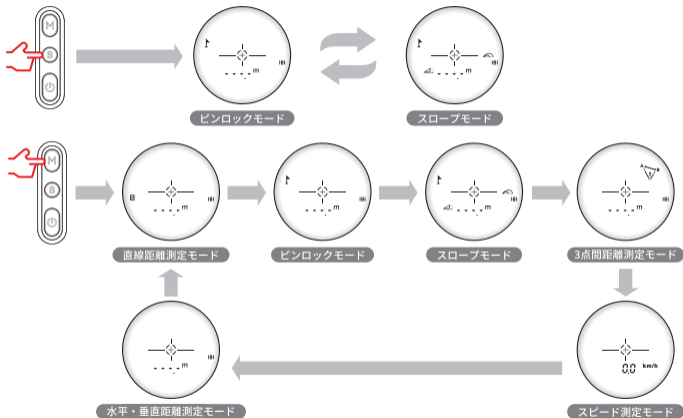 M
S
- - - -.- m
ピンロックモード
- - - -.- m
スロープモード
M
S
- - - -.- m
直線距離測定モード
- - - -.- m
ピンロックモード
- - - -.- m
スロープモード
A B
3点間距離測定モード
- - - -.- m
- - - -.- m
水平・垂直距離測定モード
0.0 km/h
スピード測定モード